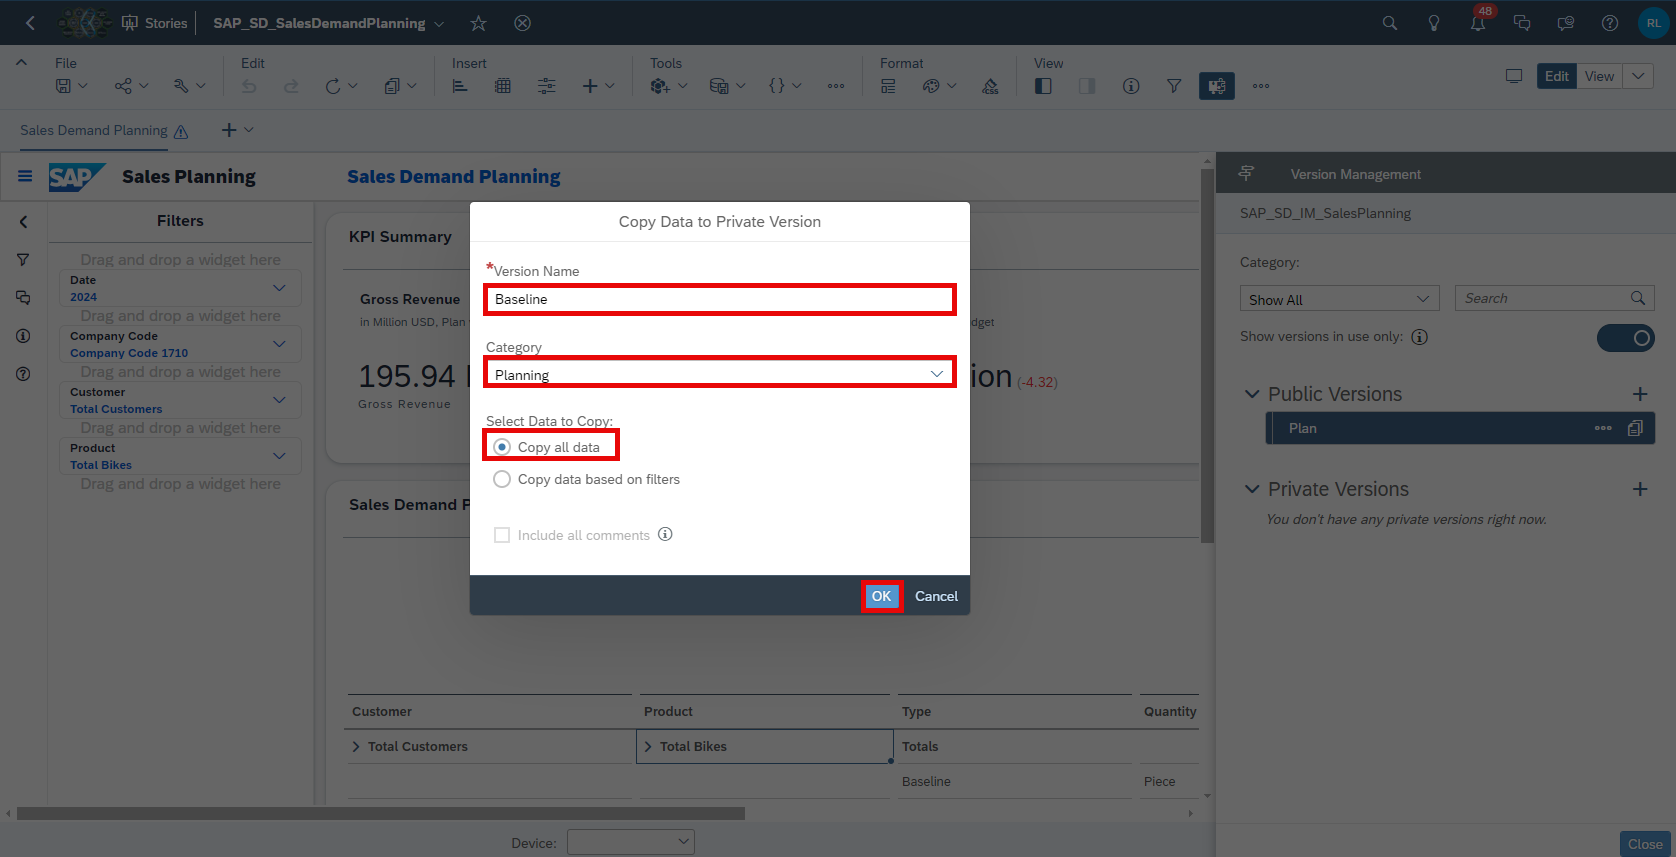 Stories
SAP_SD_SalesDemandPlanning
48
RL
File
Edit
Insert
Tools
Format
View
CSS
Edit
View
Sales Demand Planning
SAP
Sales Planning
Sales Demand Planning
Filters
Drag and drop a widget here
Date
2024
Drag and drop a widget here
Company Code
Company Code 1710
Drag and drop a widget here
Customer
Total Customers
Drag and drop a widget here
Product
Total Bikes
Drag and drop a widget here
KPI Summary
Gross Revenue
in Million USD, Plan
195.94
Gross Revenue
dget
ion (-4.32)
Sales Demand P
Customer
Product
Type
Quantity
Total Customers
Total Bikes
Totals
Baseline
Piece
Device:
Copy Data to Private Version
*Version Name
Baseline
Category
Planning
Select Data to Copy:
Copy all data
Copy data based on filters
Include all comments
OK
Cancel
Version Management
SAP_SD_IM_SalesPlanning
Category:
Show All
Search
Show versions in use only:
Public Versions
Plan
Private Versions
You don't have any private versions right now.
Close